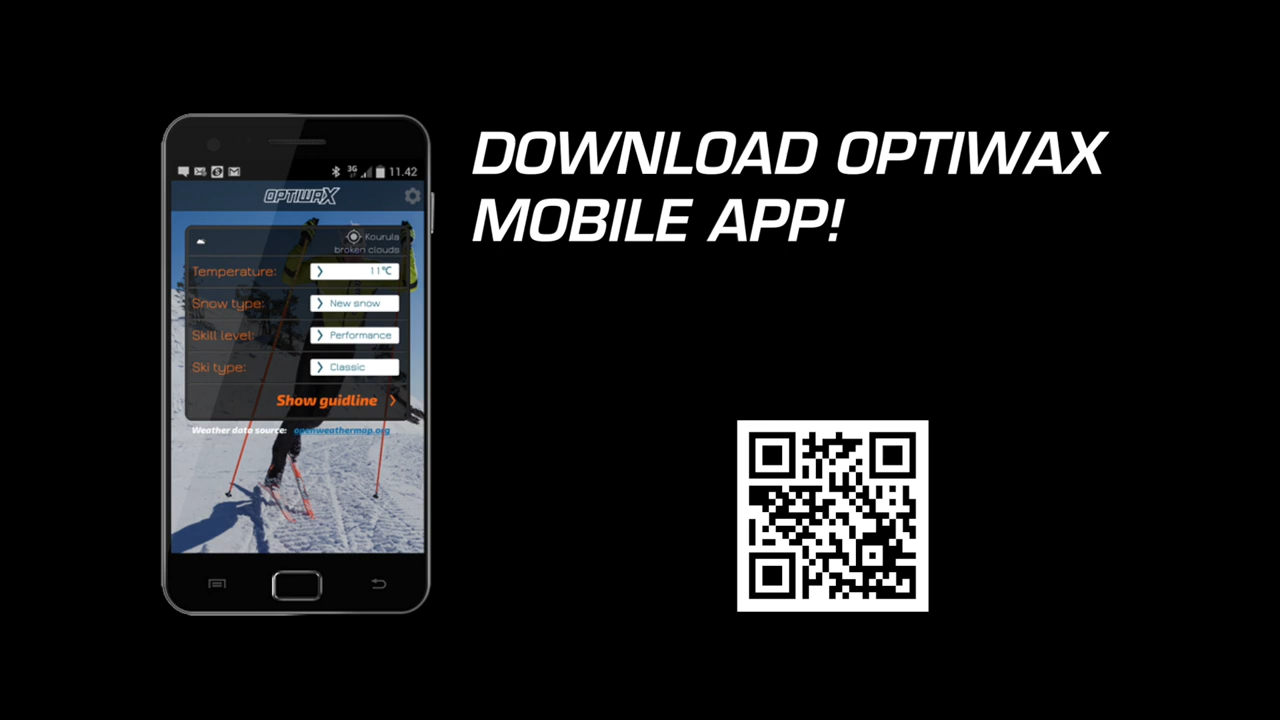 DOWNLOAD OPTIWAX
MOBILE APP!
3G 11.42
OPTIWAX
Kourula
broken clouds
Temperature: 11°C
Snow type: New snow
Skill level: Performance
Ski type: Classic
Show guidline
Weather data source: openweathermap.org